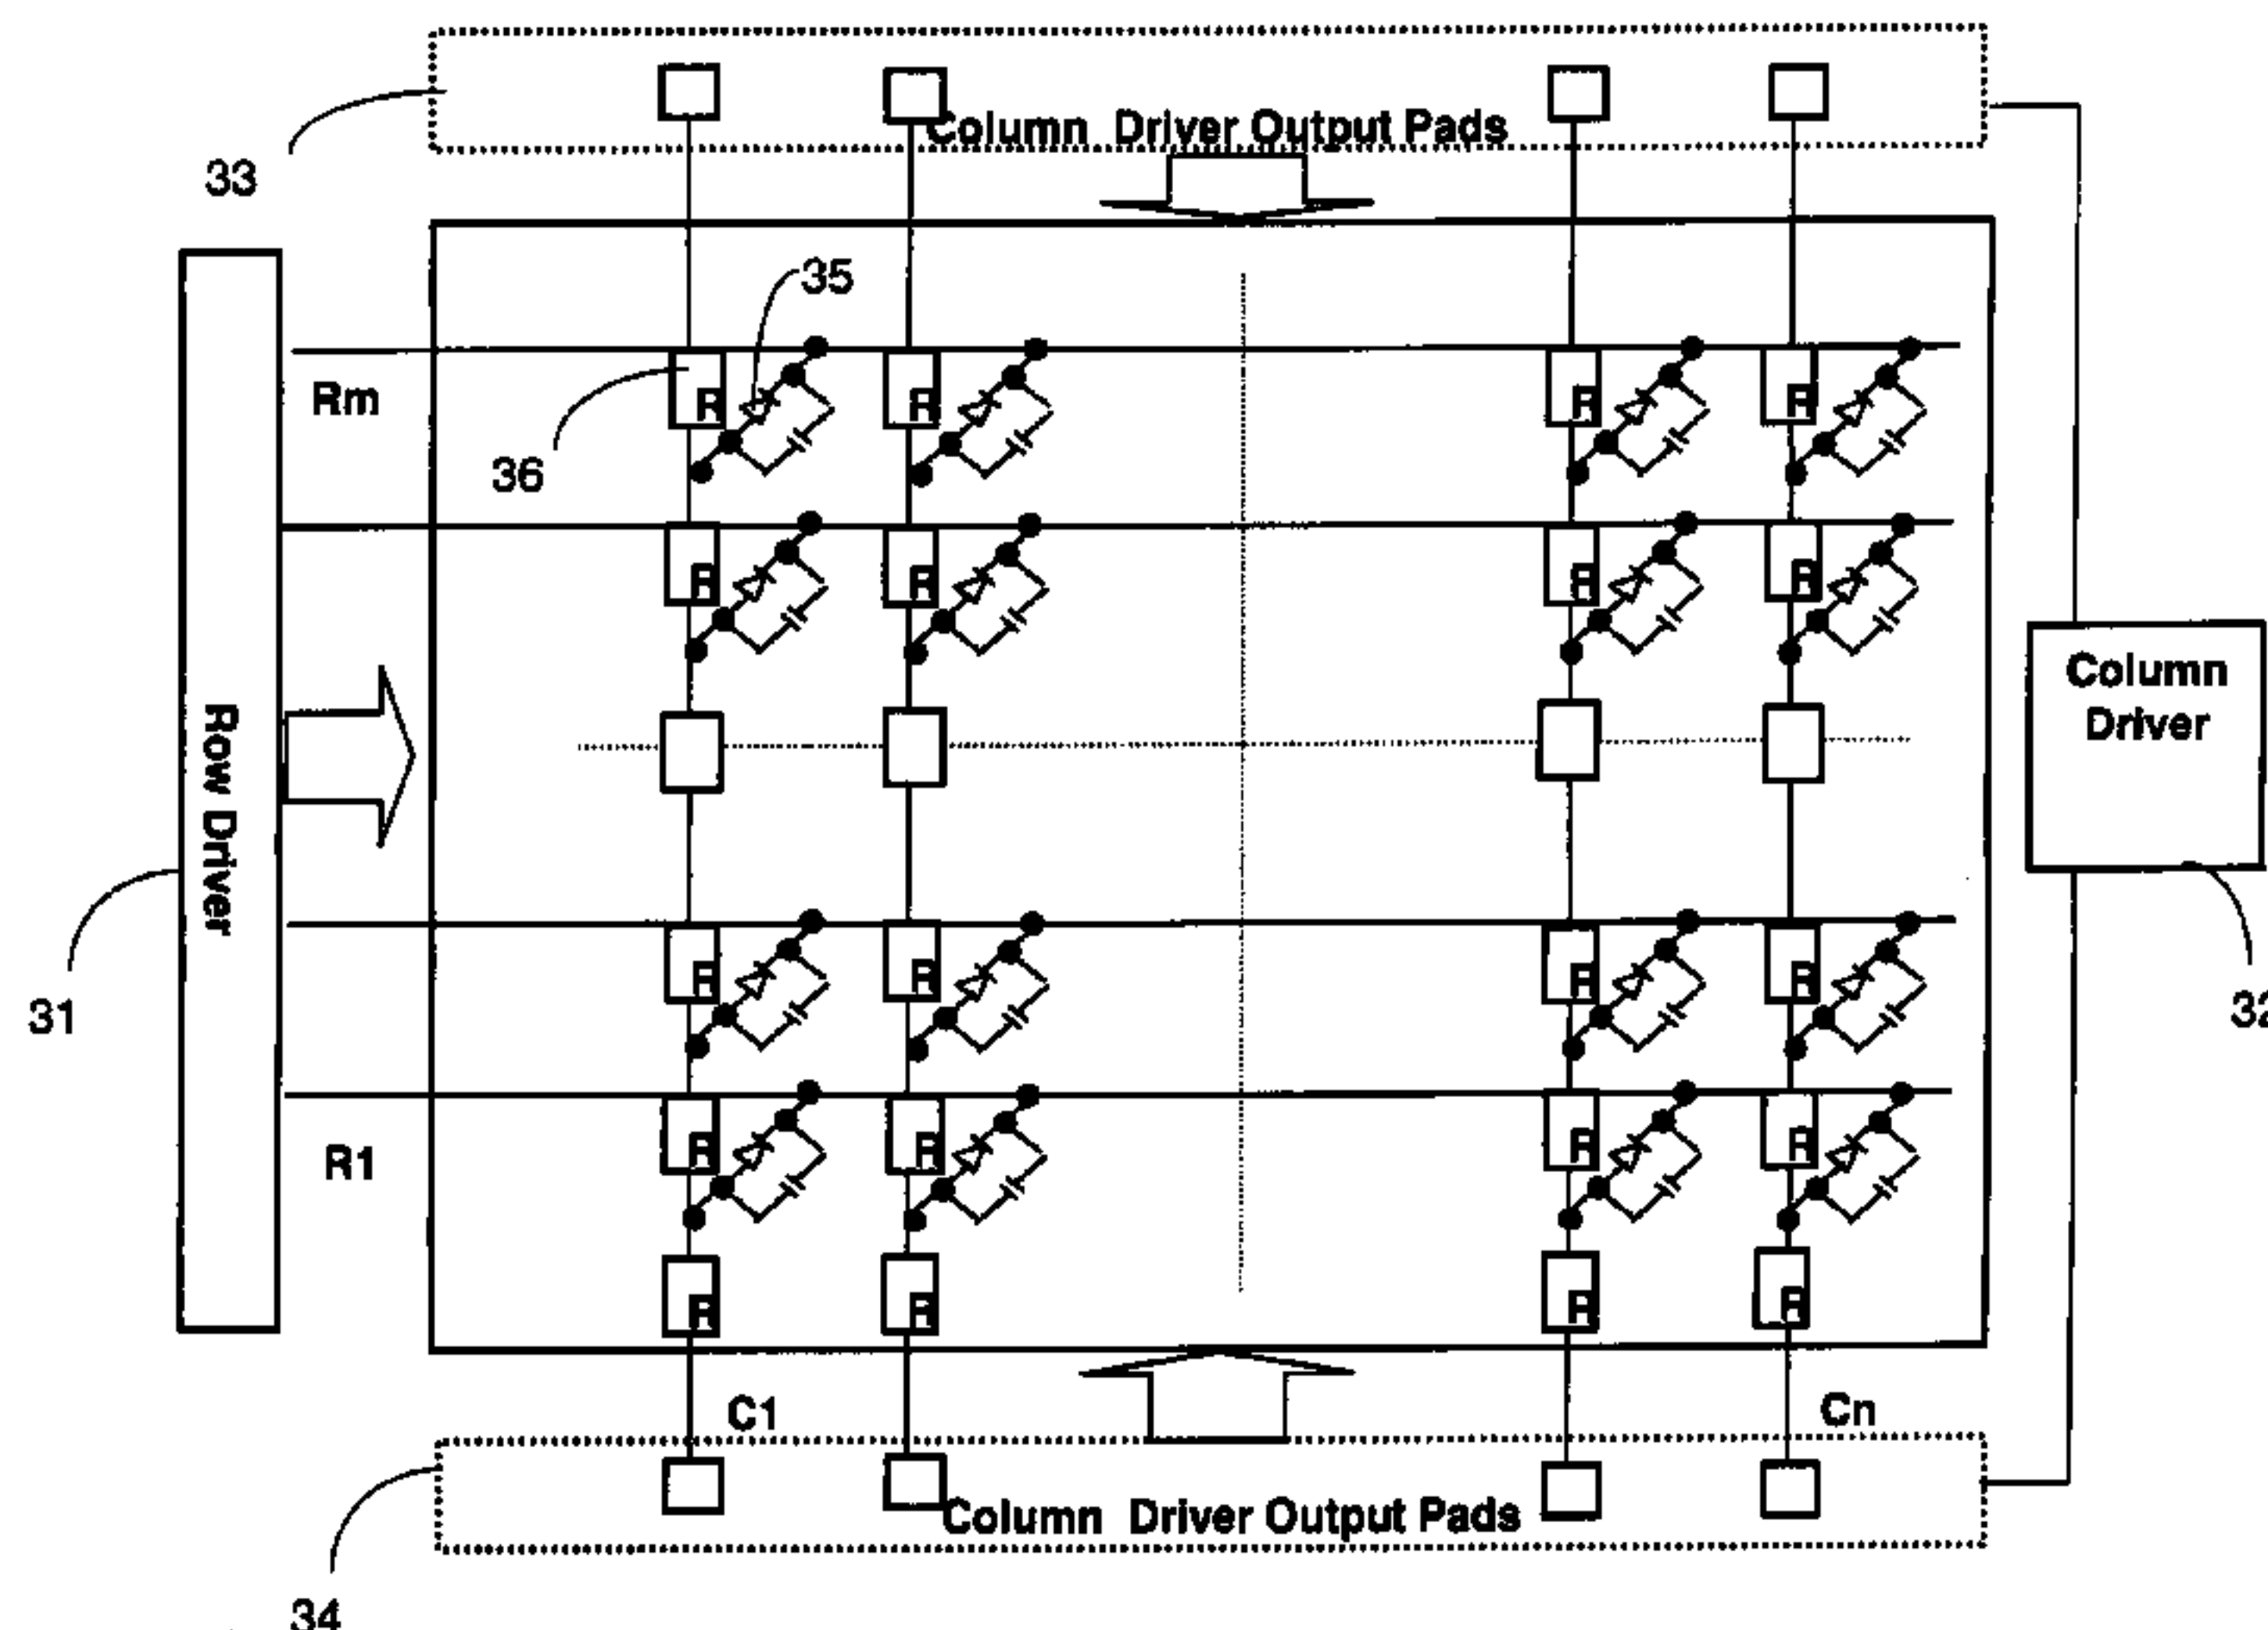 Column Driver Output Pads
33
35
Rm
R R R R
36
R R R R
Column
Driver
Row Driver
R R R R
31
32
R R R R
R1
R R R R
C1
Cn
Column Driver Output Pads
34